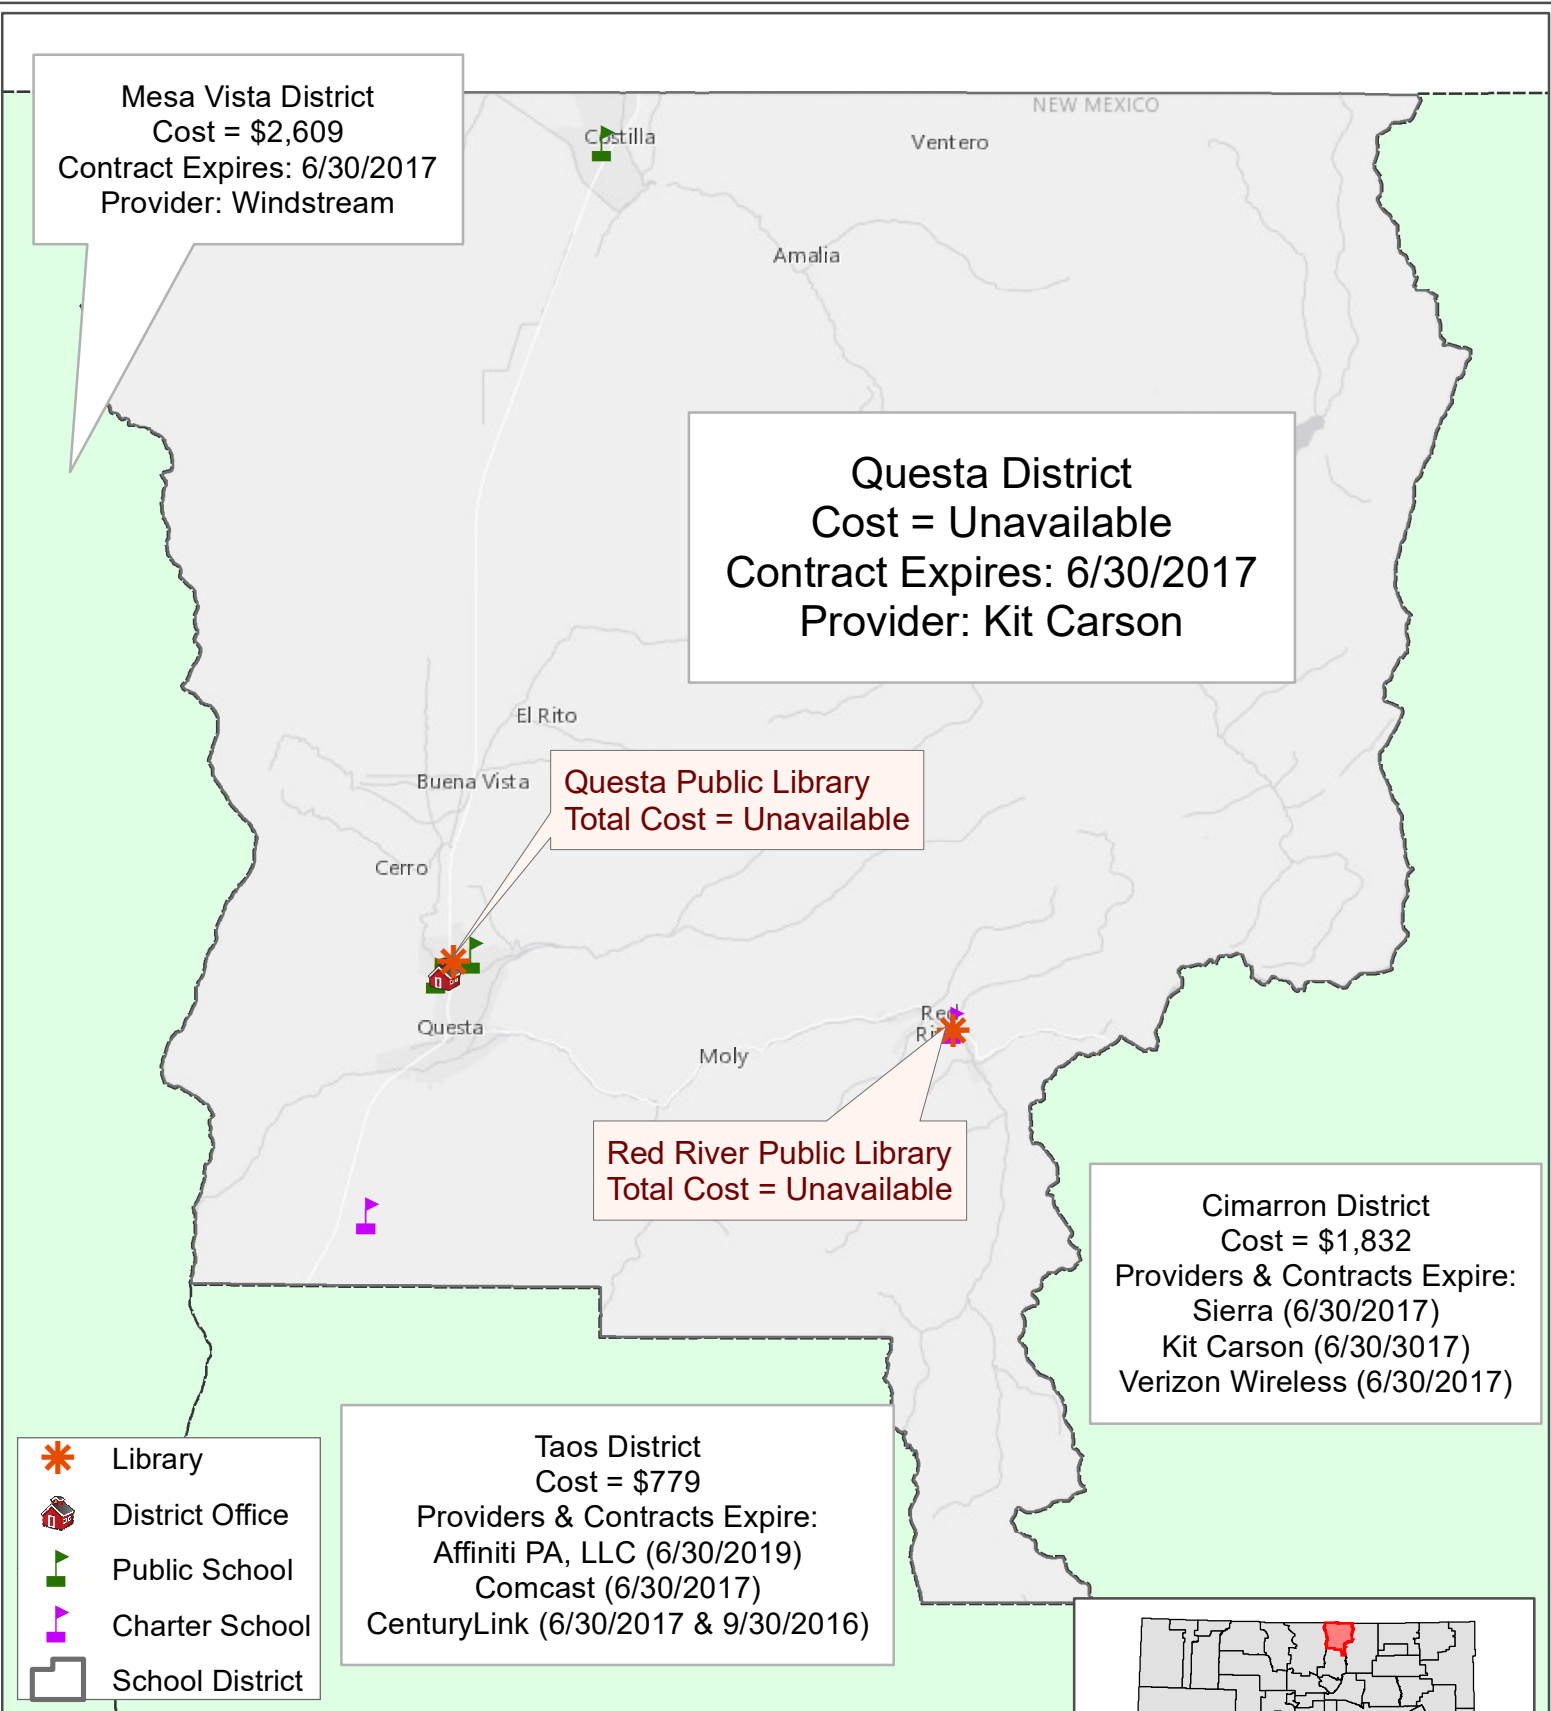 Mesa Vista District
Cost = $2,609
Contract Expires: 6/30/2017
Provider: Windstream
NEW MEXICO
Costilla
Ventero
Amalia
Questa District
Cost = Unavailable
Contract Expires: 6/30/2017
Provider: Kit Carson
El Rito
Buena Vista
Questa Public Library
Total Cost = Unavailable
Cerro
Questa
Red
Moly
Red River Public Library
Total Cost = Unavailable
Cimarron District
Cost = $1,832
Providers & Contracts Expire:
Sierra (6/30/2017)
Kit Carson (6/30/3017)
Verizon Wireless (6/30/2017)
Taos District
Cost = $779
Providers & Contracts Expire:
Affiniti PA, LLC (6/30/2019)
Comcast (6/30/2017)
CenturyLink (6/30/2017 & 9/30/2016)
Library
District Office
Public School
Charter School
School District